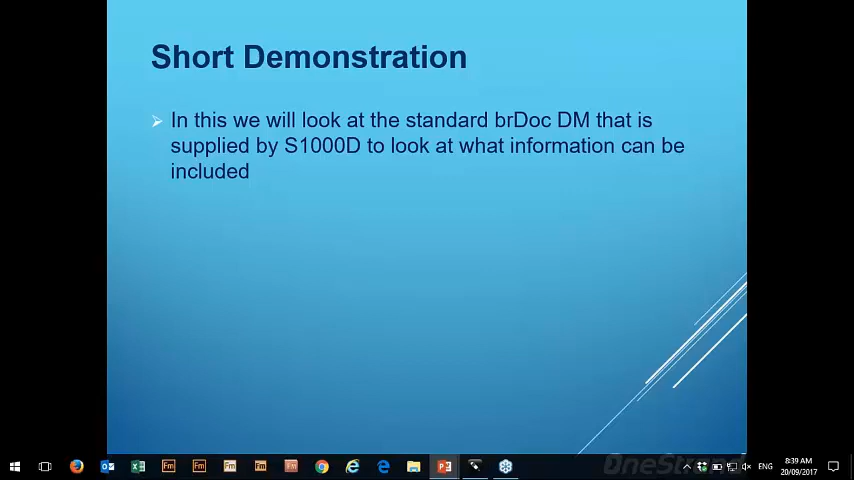 Short Demonstration
In this we will look at the standard brDoc DM that is
supplied by S1000D to look at what information can be
included
OneStrand
ENG
8:39 AM
20/09/2017